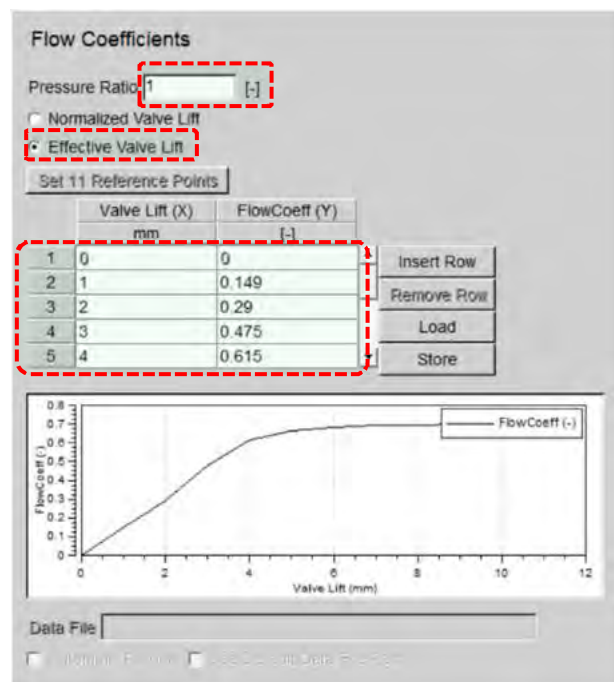 Flow Coefficients
Pressure Ratio 1 [-]
Normalized Valve Lift
Effective Valve Lift
Set 11 Reference Points
Valve Lift (X) FlowCoeff (Y)
mm [-]
1 0 0
2 1 0.149
3 2 0.29
4 3 0.475
5 4 0.615
Insert Row
Remove Row
Load
Store
0.8
0.7
0.6
0.5
0.4
0.3
0.2
0.1
0
FlowCoeff (-)
FlowCoeff (-)
0 2 4 6 8 10 12
Valve Lift (mm)
Data File